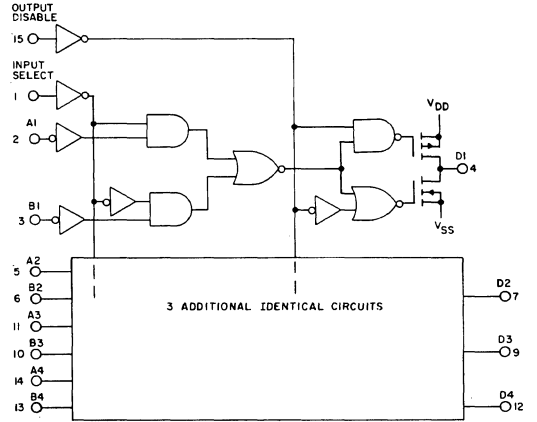 OUTPUT
DISABLE
15
INPUT
SELECT
1
A1
2
B1
3
VDD
D1
4
VSS
A2
5
B2
6
A3
11
B3
10
A4
14
B4
13
3 ADDITIONAL IDENTICAL CIRCUITS
D2
7
D3
9
D4
12